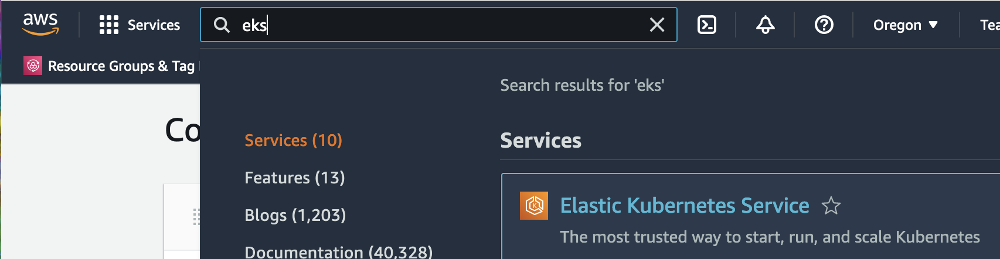 aws
Services
eks
Oregon
Resource Groups & Tag
Search results for 'eks'
Co
Services (10)
Services
Features (13)
Elastic Kubernetes Service
Blogs (1,203)
The most trusted way to start, run, and scale Kubernetes
Documentation (40,328)